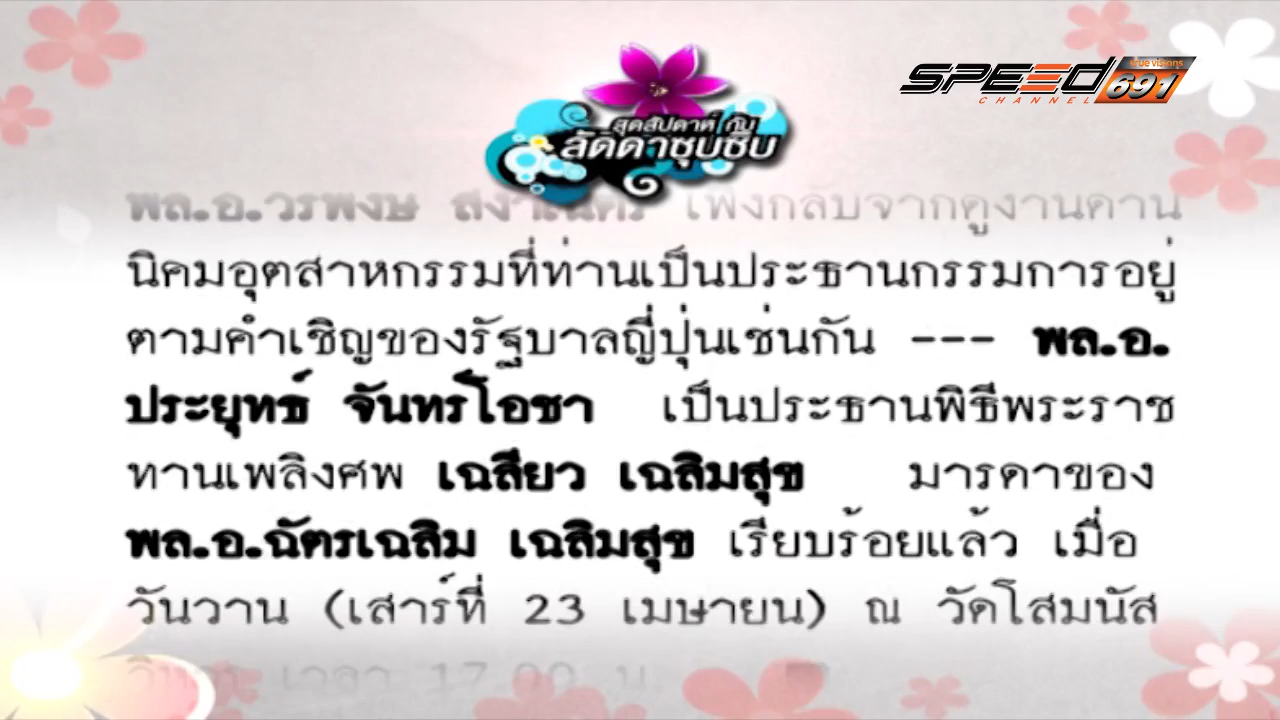 SPEED
CHANNEL
true visions
691
สุดสัปดาห์ กับ
ลัดดาซุบซิบ
พล.อ.วรพงษ์ สง่าเนตร เพิ่งกลับจากดูงานด้าน
นิคมอุตสาหกรรมที่ท่านเป็นประธานกรรมการอยู่
ตามคำเชิญของรัฐบาลญี่ปุ่นเช่นกัน --- พล.อ.
ประยุทธ์ จันทร์โอชา เป็นประธานพิธีพระราช
ทานเพลิงศพ เฉลียว เฉลิมสุข มารดาของ
พล.อ.ฉัตรเฉลิม เฉลิมสุข เรียบร้อยแล้ว เมื่อ
วันวาน (เสาร์ที่ 23 เมษายน) ณ วัดโสมนัส
เวลา 17.00 น.